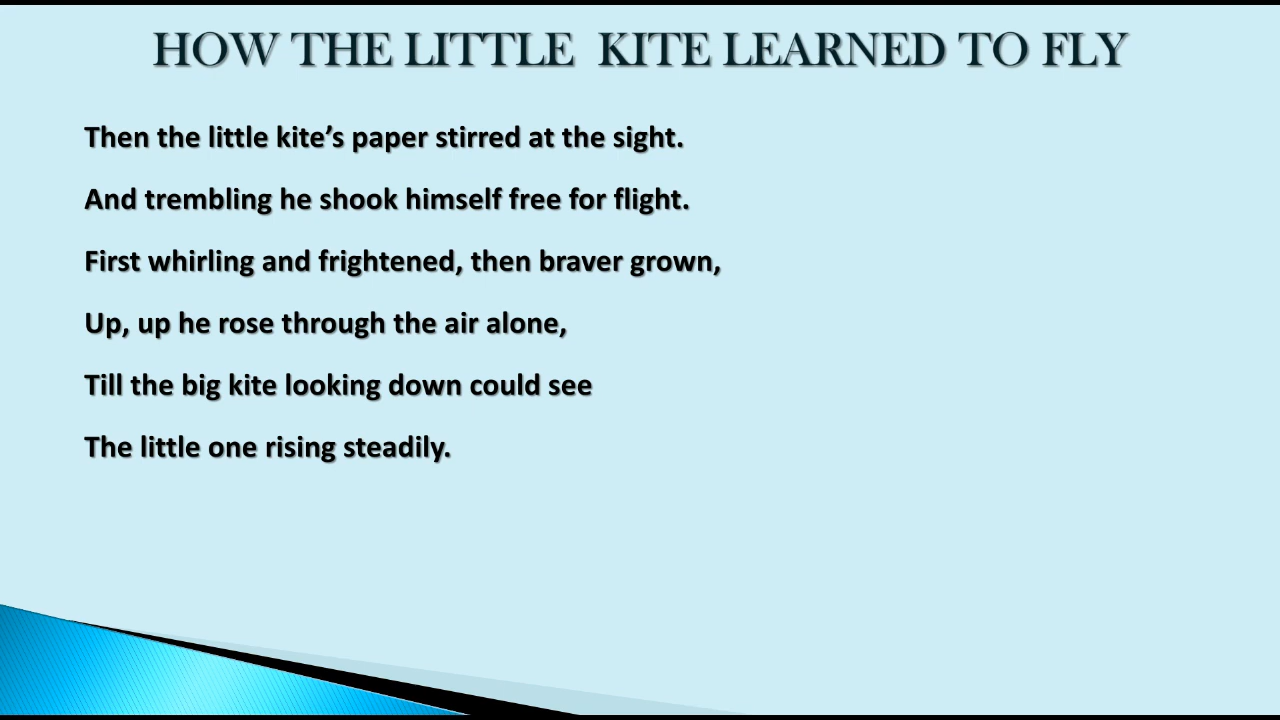 HOW THE LITTLE KITE LEARNED TO FLY
Then the little kite’s paper stirred at the sight.
And trembling he shook himself free for flight.
First whirling and frightened, then braver grown,
Up, up he rose through the air alone,
Till the big kite looking down could see
The little one rising steadily.